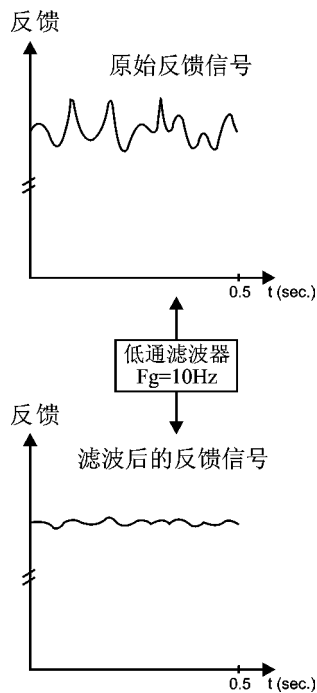 反馈
原始反馈信号
0.5 t (sec.)
低通滤波器
Fg=10Hz
反馈
滤波后的反馈信号
0.5 t (sec.)